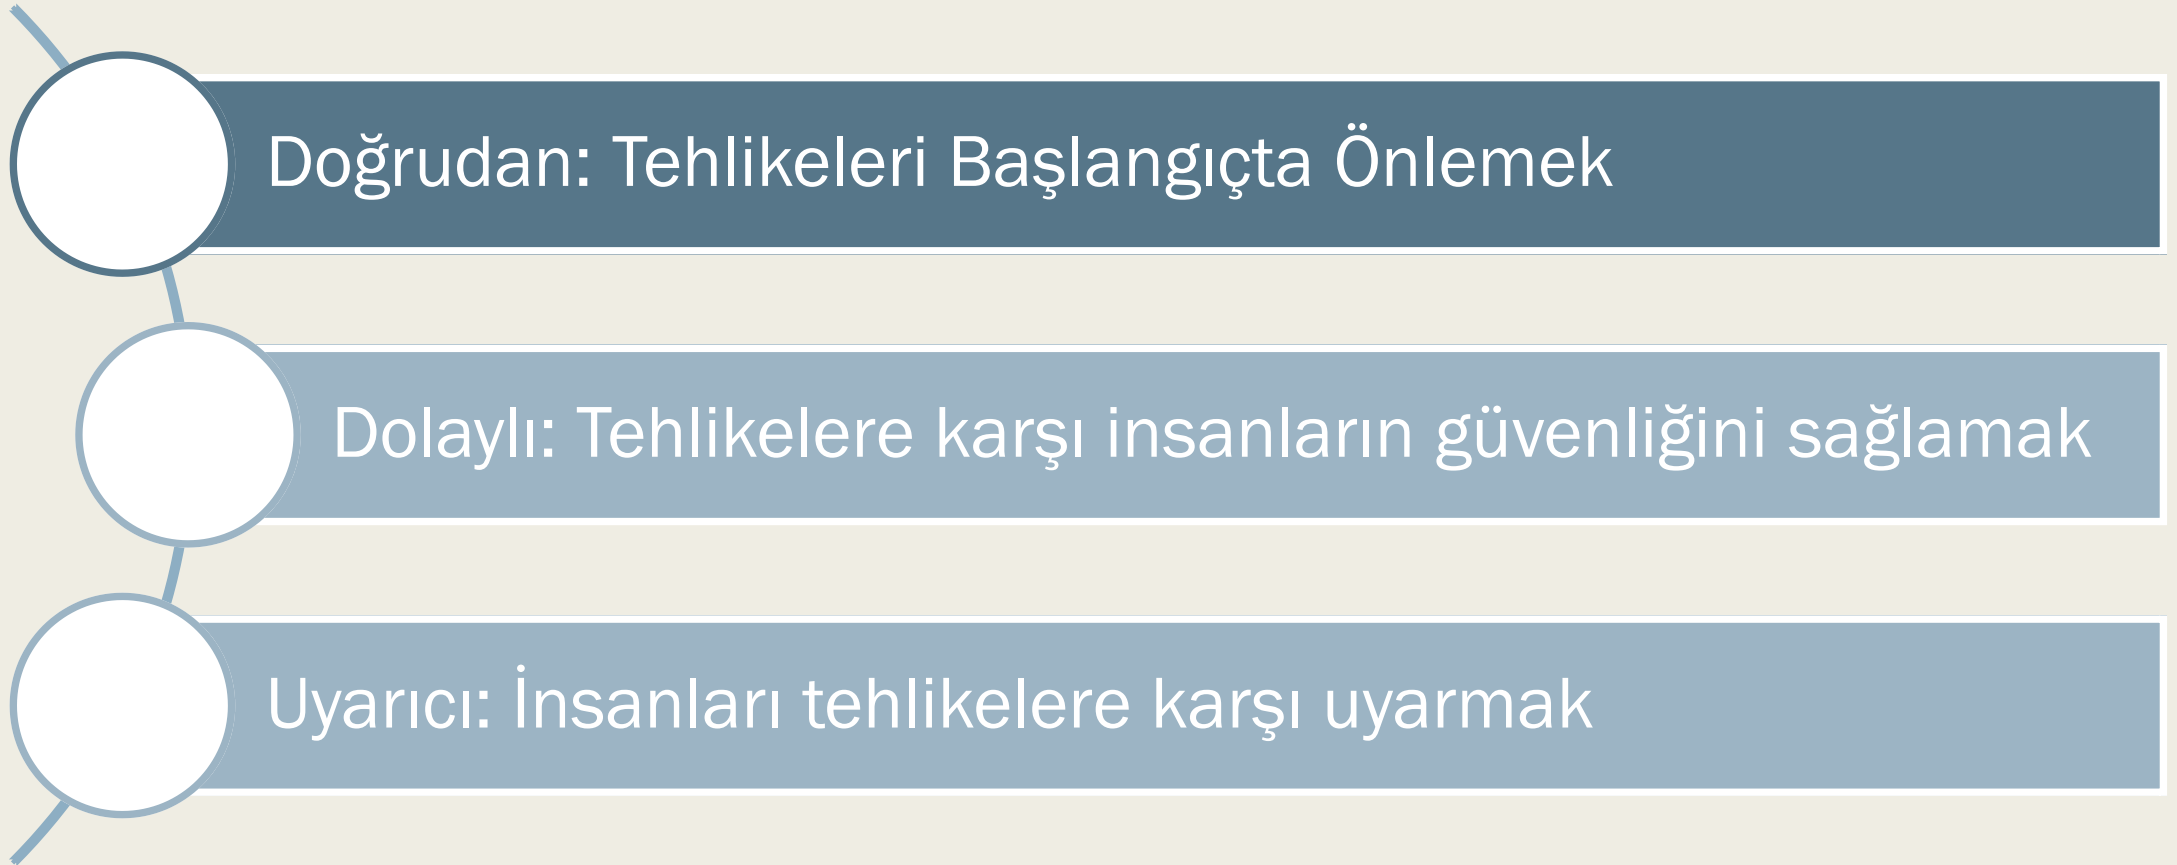 Doğrudan: Tehlikeleri Başlangıçta Önlemek
Dolaylı: Tehlikelere karşı insanların güvenliğini sağlamak
Uyarıcı: İnsanları tehlikelere karşı uyarmak